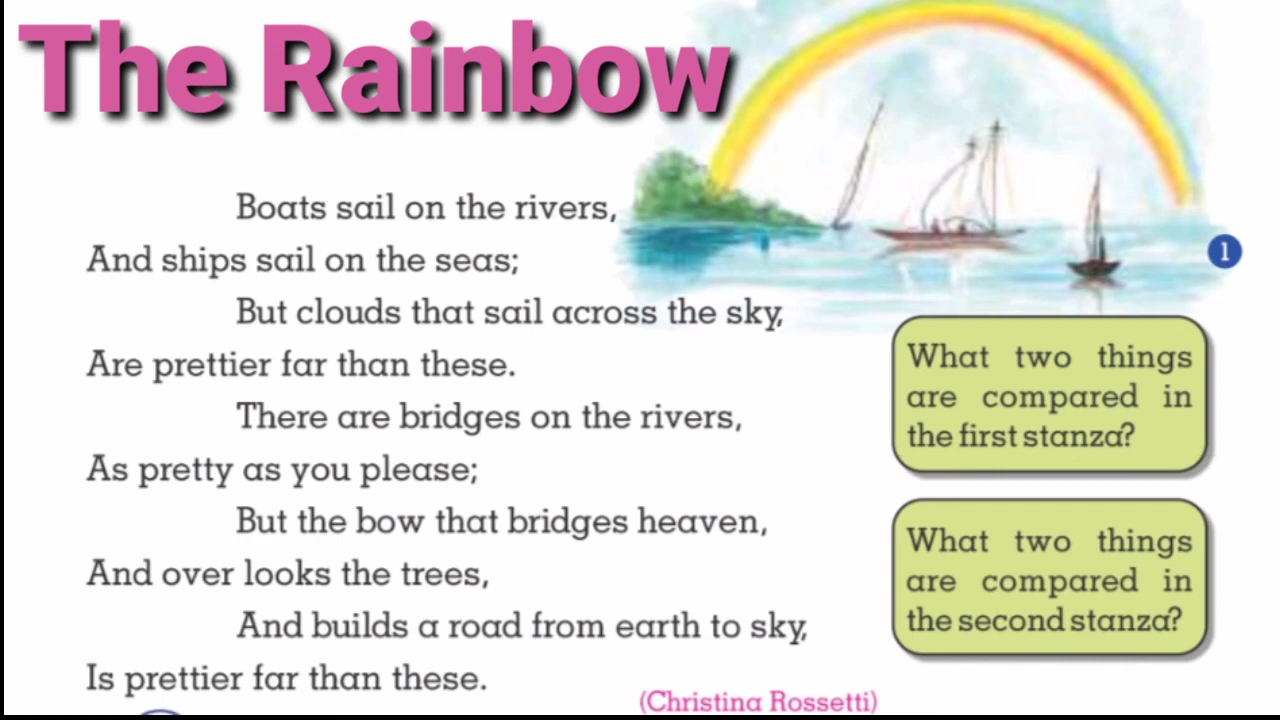 The Rainbow
Boats sail on the rivers,
And ships sail on the seas;
But clouds that sail across the sky,
Are prettier far than these.
There are bridges on the rivers,
As pretty as you please;
But the bow that bridges heaven,
And over looks the trees,
And builds a road from earth to sky,
Is prettier far than these.
(Christina Rossetti)
1
What two things
are compared in
the first stanza?
What two things
are compared in
the second stanza?